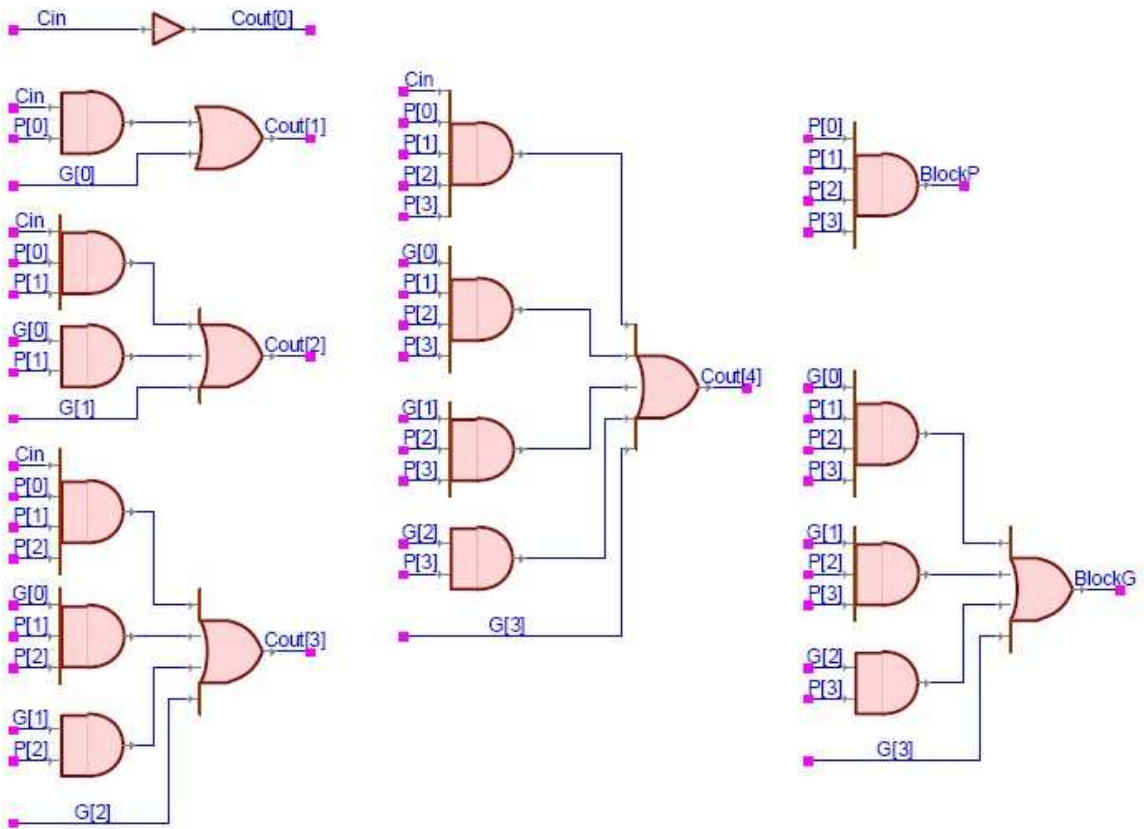 Cin Cout[0]
Cin
P[0]
Cout[1]
G[0]
Cin
P[0]
P[1]
G[0]
P[1]
Cout[2]
G[1]
Cin
P[0]
P[1]
P[2]
G[0]
P[1]
P[2]
Cout[3]
G[1]
P[2]
G[2]
Cin
P[0]
P[1]
P[2]
P[3]
G[0]
P[1]
P[2]
P[3]
Cout[4]
G[1]
P[2]
P[3]
G[2]
P[3]
G[3]
P[0]
P[1]
BlockP
P[2]
P[3]
G[0]
P[1]
P[2]
P[3]
G[1]
P[2]
BlockG
P[3]
G[2]
P[3]
G[3]